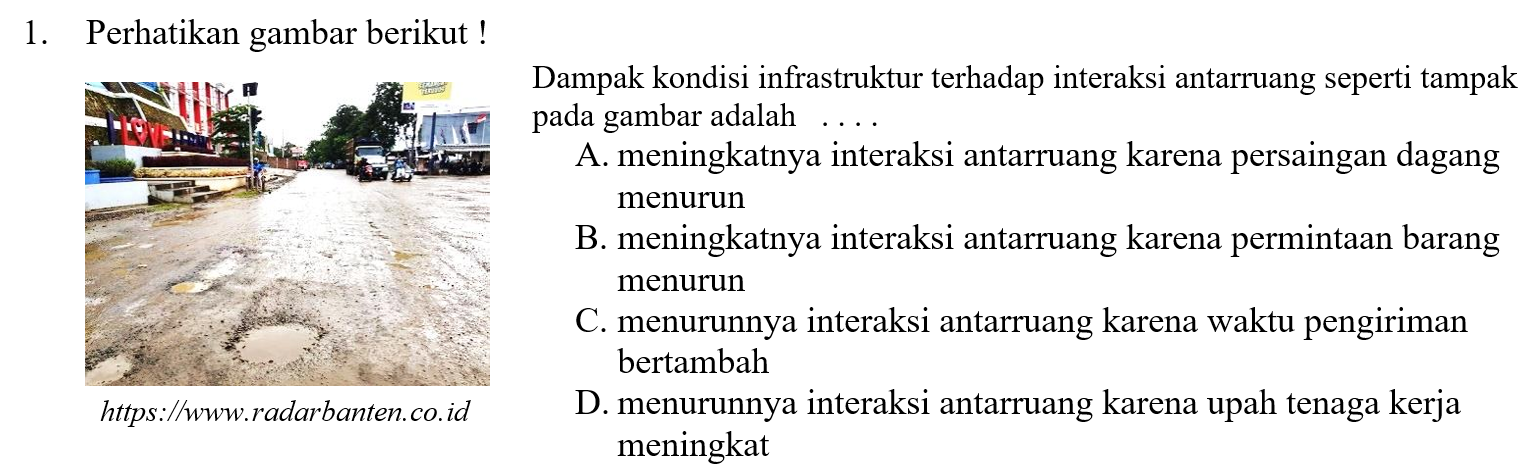 1. Perhatikan gambar berikut !
Dampak kondisi infrastruktur terhadap interaksi antarruang seperti tampak
pada gambar adalah . . . .
A. meningkatnya interaksi antarruang karena persaingan dagang
menurun
B. meningkatnya interaksi antarruang karena permintaan barang
menurun
C. menurunnya interaksi antarruang karena waktu pengiriman
bertambah
D. menurunnya interaksi antarruang karena upah tenaga kerja
meningkat
I LOVE
https://www.radarbanten.co.id